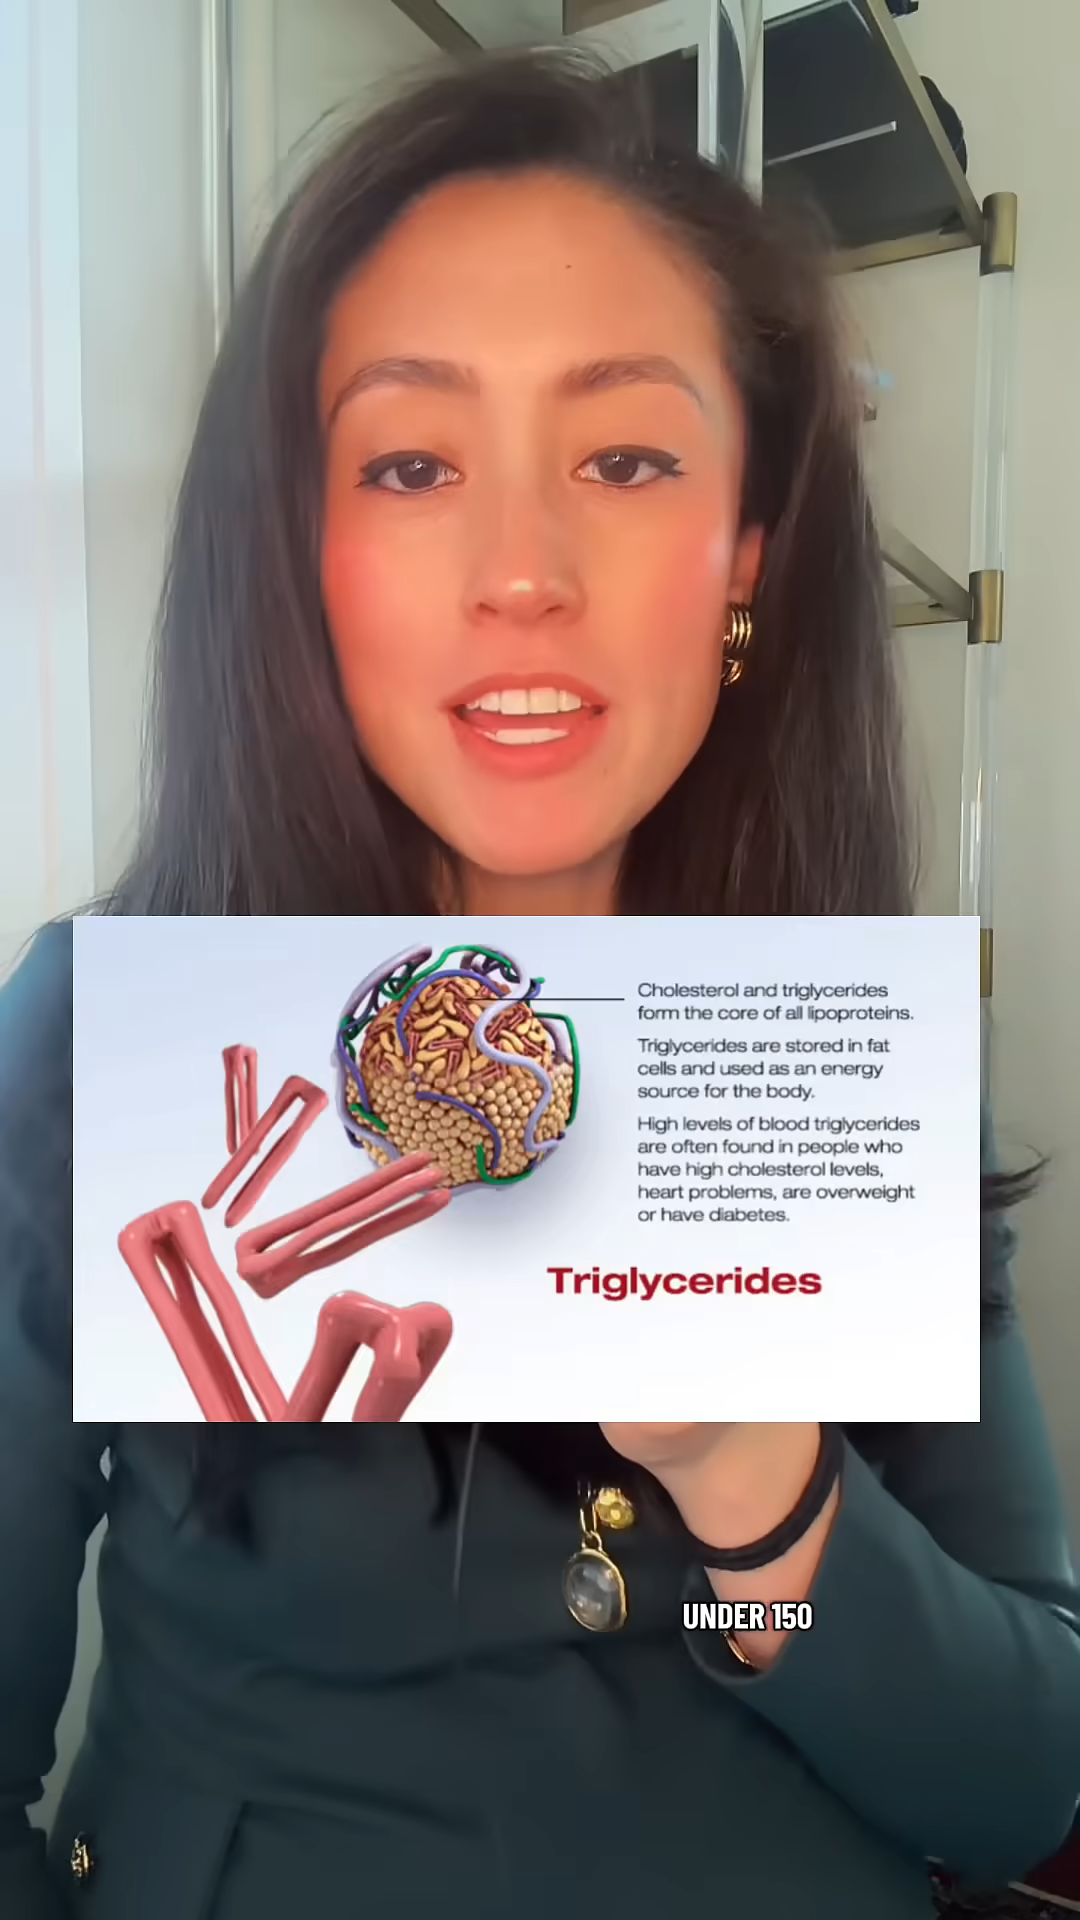 Cholesterol and triglycerides
form the core of all lipoproteins.
Triglycerides are stored in fat
cells and used as an energy
source for the body.
High levels of blood triglycerides
are often found in people who
have high cholesterol levels,
heart problems, are overweight
or have diabetes.
Triglycerides
UNDER 150